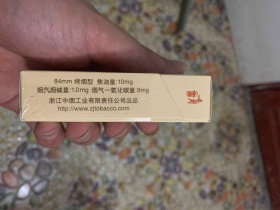 84mm 烤烟型 焦油量:10mg
烟气烟碱量:1.0mg 烟气一氧化碳量:9mg
浙江中烟工业有限责任公司出品
http://www.zjtobacco.com